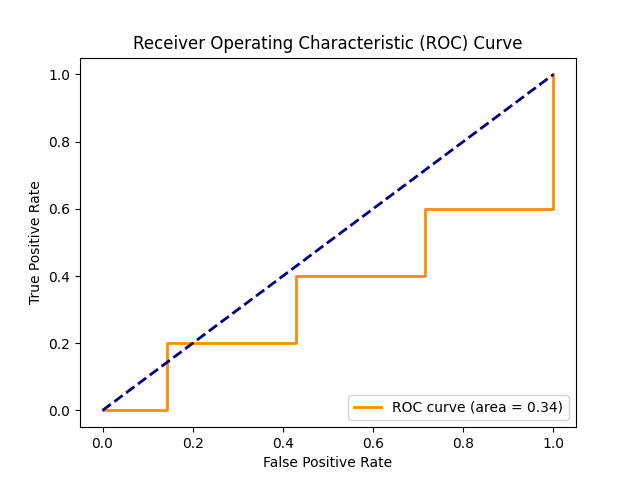 Receiver Operating Characteristic (ROC) Curve
True Positive Rate
1.0
0.8
0.6
0.4
0.2
0.0
ROC curve (area = 0.34)
0.0 0.2 0.4 0.6 0.8 1.0
False Positive Rate